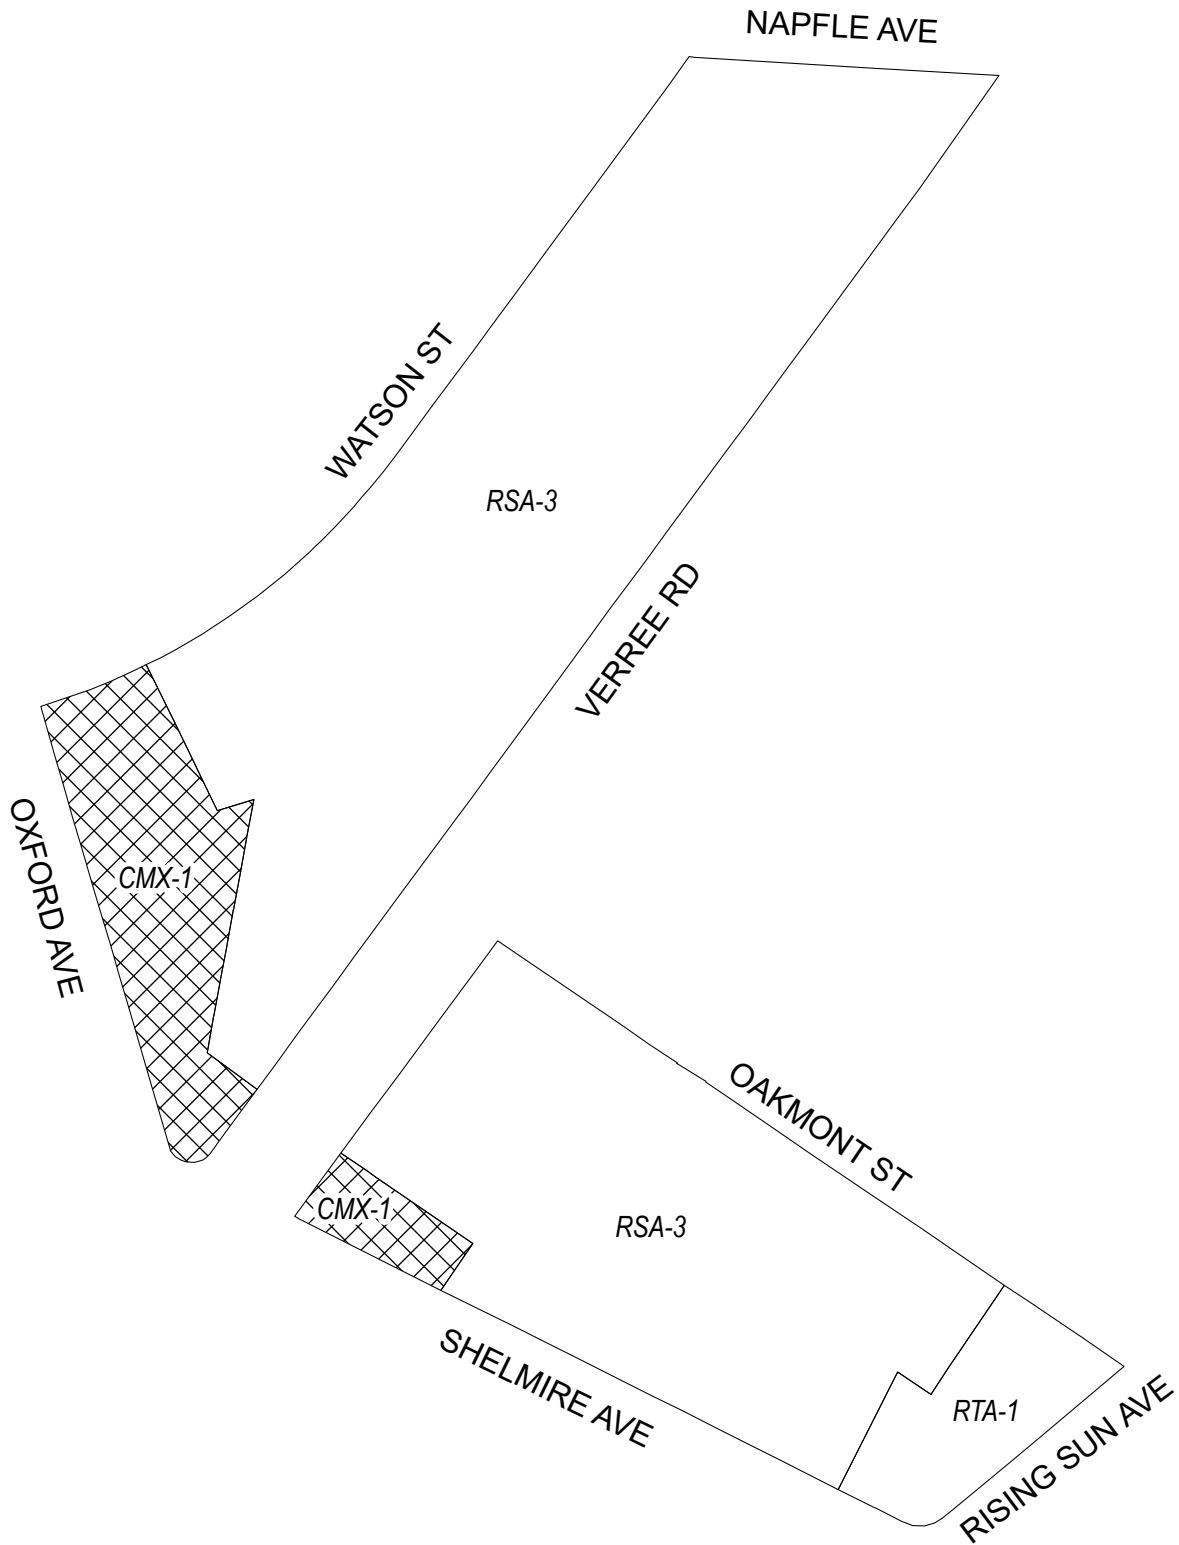 NAPFLE AVE
WATSON ST
RSA-3
VERREE RD
OXFORD AVE
CMX-1
OAKMONT ST
CMX-1
RSA-3
SHELMIRE AVE
RTA-1
RISING SUN AVE